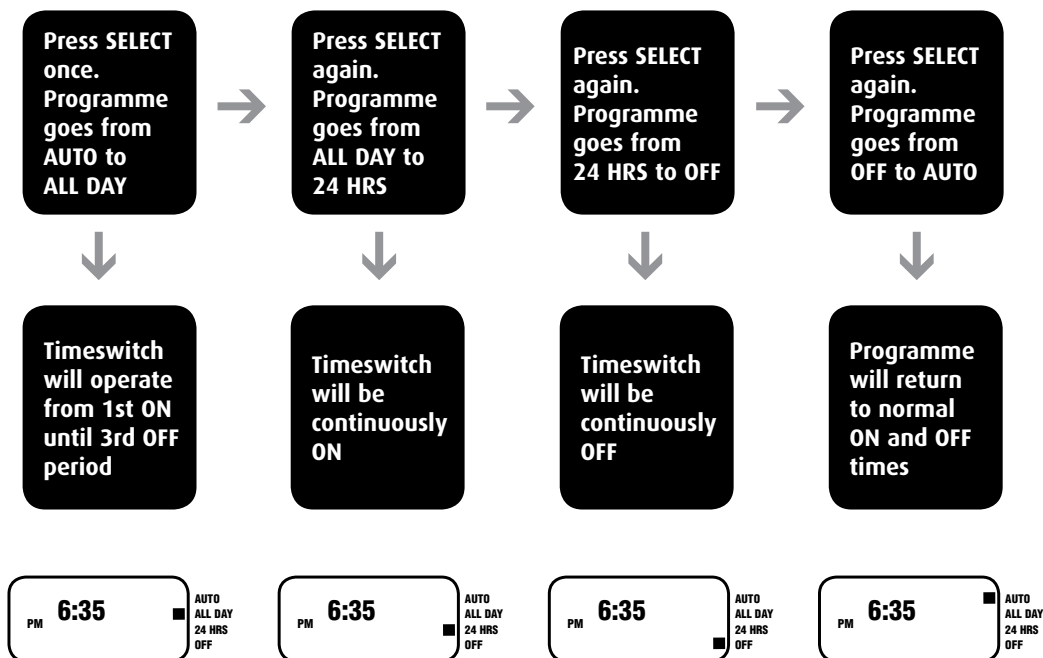 Press SELECT
once.
Programme
goes from
AUTO to
ALL DAY
Press SELECT
again.
Programme
goes from
ALL DAY to
24 HRS
Press SELECT
again.
Programme
goes from
24 HRS to OFF
Press SELECT
again.
Programme
goes from
OFF to AUTO
Timeswitch
will operate
from 1st ON
until 3rd OFF
period
Timeswitch
will be
continuously
ON
Timeswitch
will be
continuously
OFF
Programme
will return
to normal
ON and OFF
times
PM 6:35
AUTO
ALL DAY
24 HRS
OFF
PM 6:35
AUTO
ALL DAY
24 HRS
OFF
PM 6:35
AUTO
ALL DAY
24 HRS
OFF
PM 6:35
AUTO
ALL DAY
24 HRS
OFF